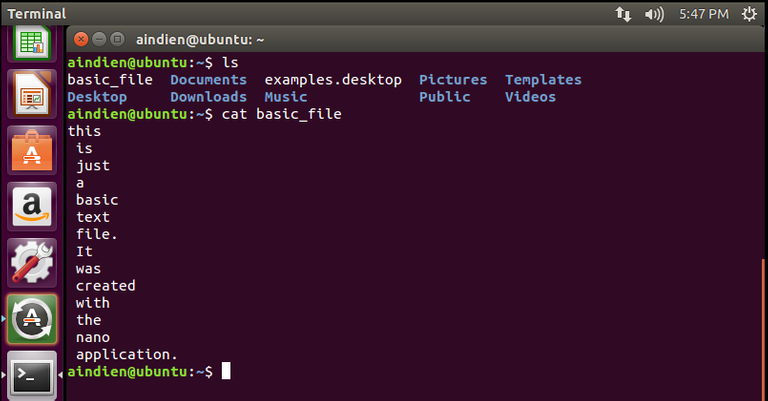 Terminal
5:47 PM
aindien@ubuntu: ~
aindien@ubuntu:~$ ls
basic_file  Documents  examples.desktop  Pictures  Templates
Desktop     Downloads  Music             Public    Videos
aindien@ubuntu:~$ cat basic_file
this
 is
 just
 a
 basic
 text
 file.
 It
 was
 created
 with
 the
 nano
 application.
aindien@ubuntu:~$